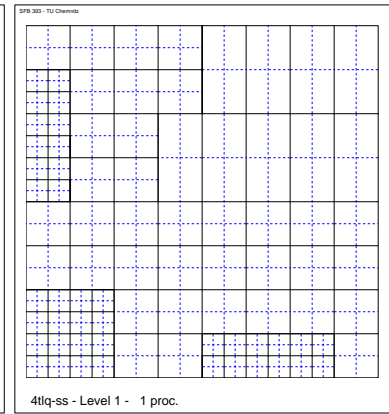 SFB 393 - TU Chemnitz
4tlq-ss - Level 1 - 1 proc.